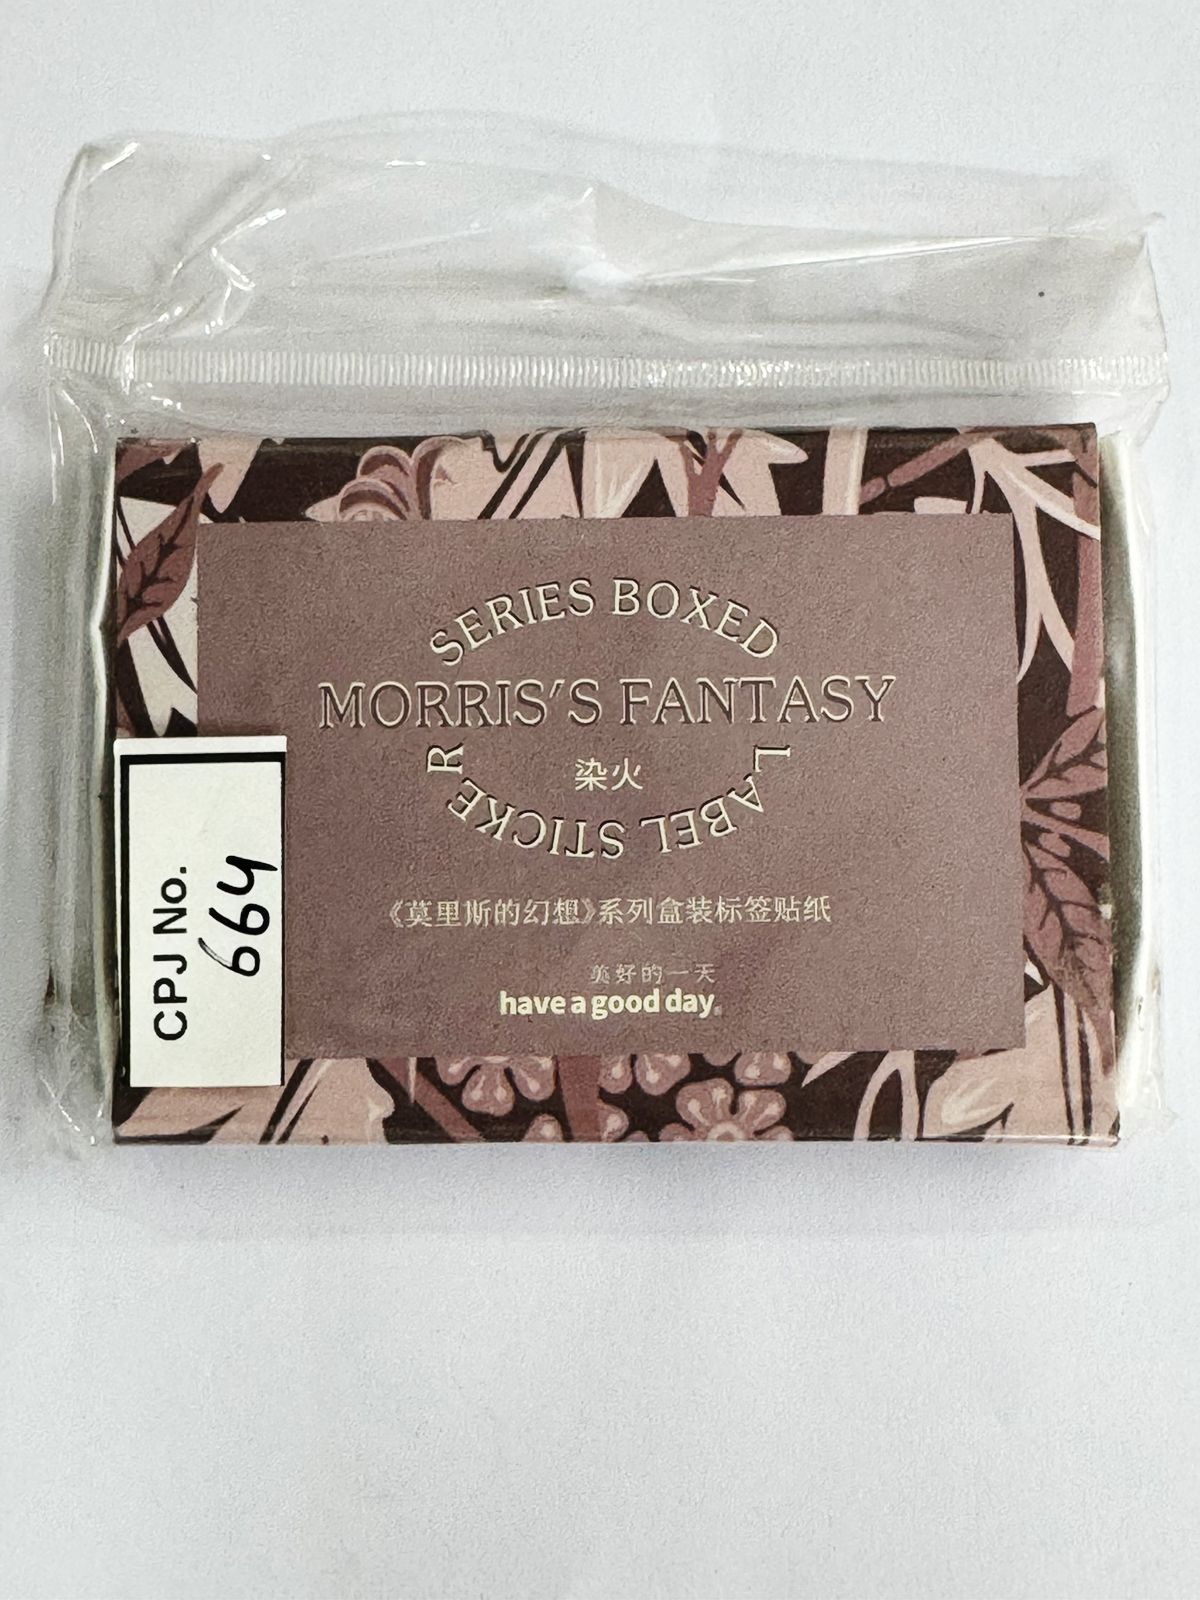 SERIES BOXED
MORRIS'S FANTASY
染火
LABEL STICKER
《莫里斯的幻想》系列盒装标签贴纸
美好的一天
have a good day
CPJ No.
664